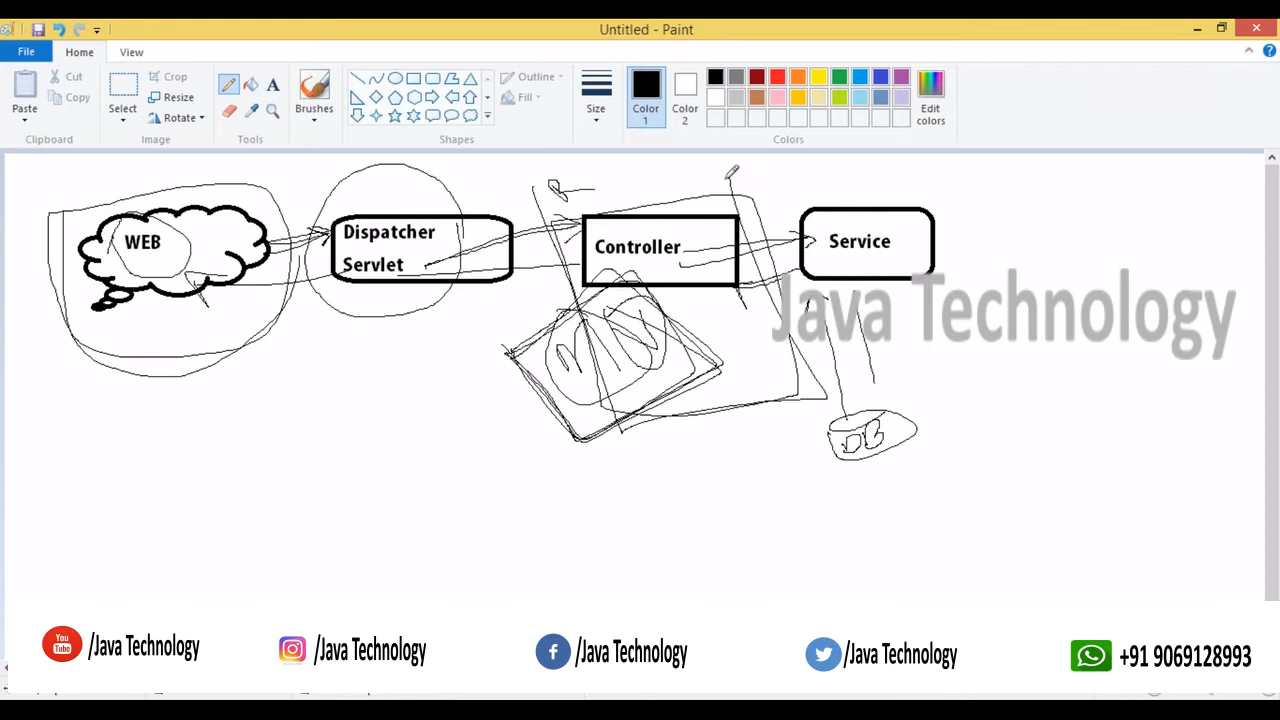 Untitled - Paint
File Home View
Paste
Cut
Copy
Clipboard
Select
Crop
Resize
Rotate
Image
Tools
Brushes
Shapes
Outline
Fill
Size
Color 1
Color 2
Edit colors
Colors
WEB
Dispatcher
Servlet
Controller
Service
Java Technology
DB
You Tube /Java Technology
/Java Technology
/Java Technology
/Java Technology
+91 9069128993